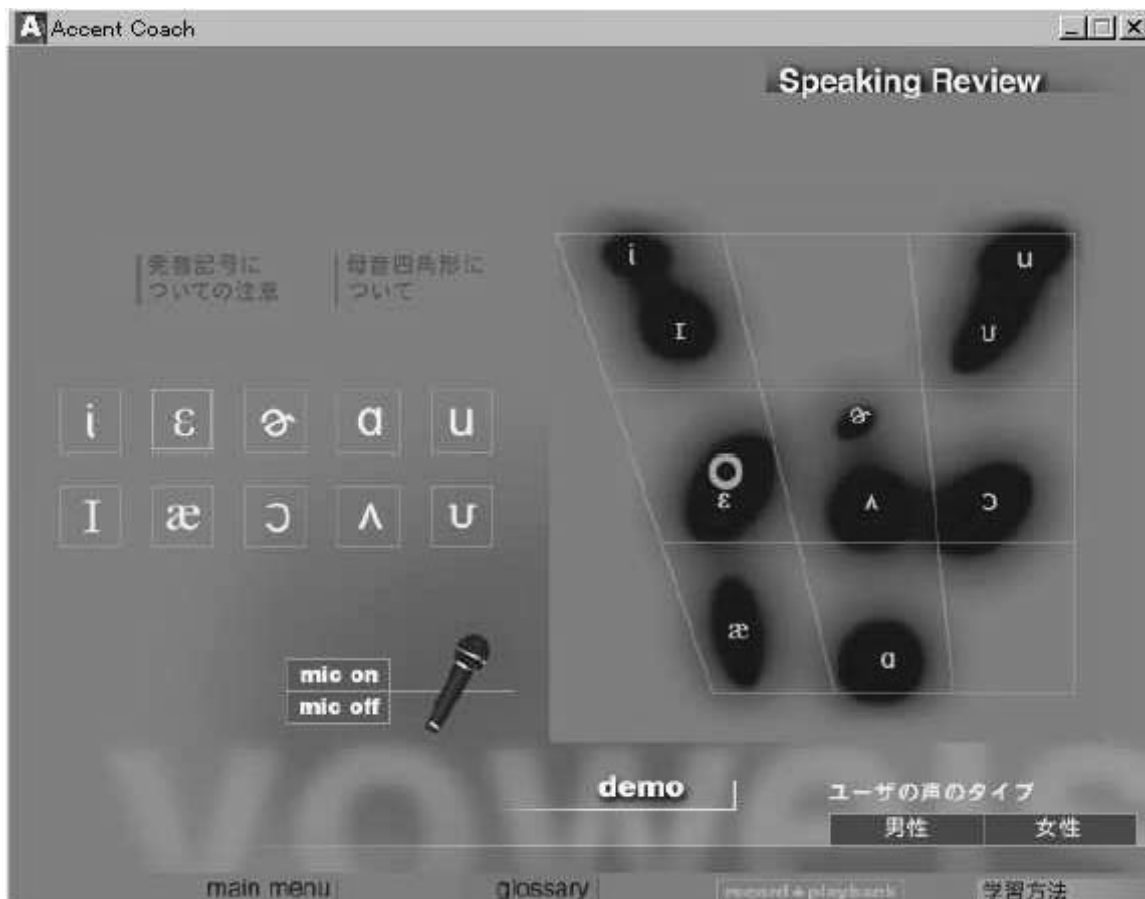 Accent Coach
Speaking Review
発音記号に
ついての注意
母音四角形に
ついて
i ɛ ɚ ɑ u
I æ ɔ ʌ ʊ
i
u
I
ʊ
ɚ
ɛ
ʌ
ɔ
æ
ɑ
mic on
mic off
vowels
demo
ユーザの声のタイプ
男性 女性
main menu glossary record+playback 学習方法